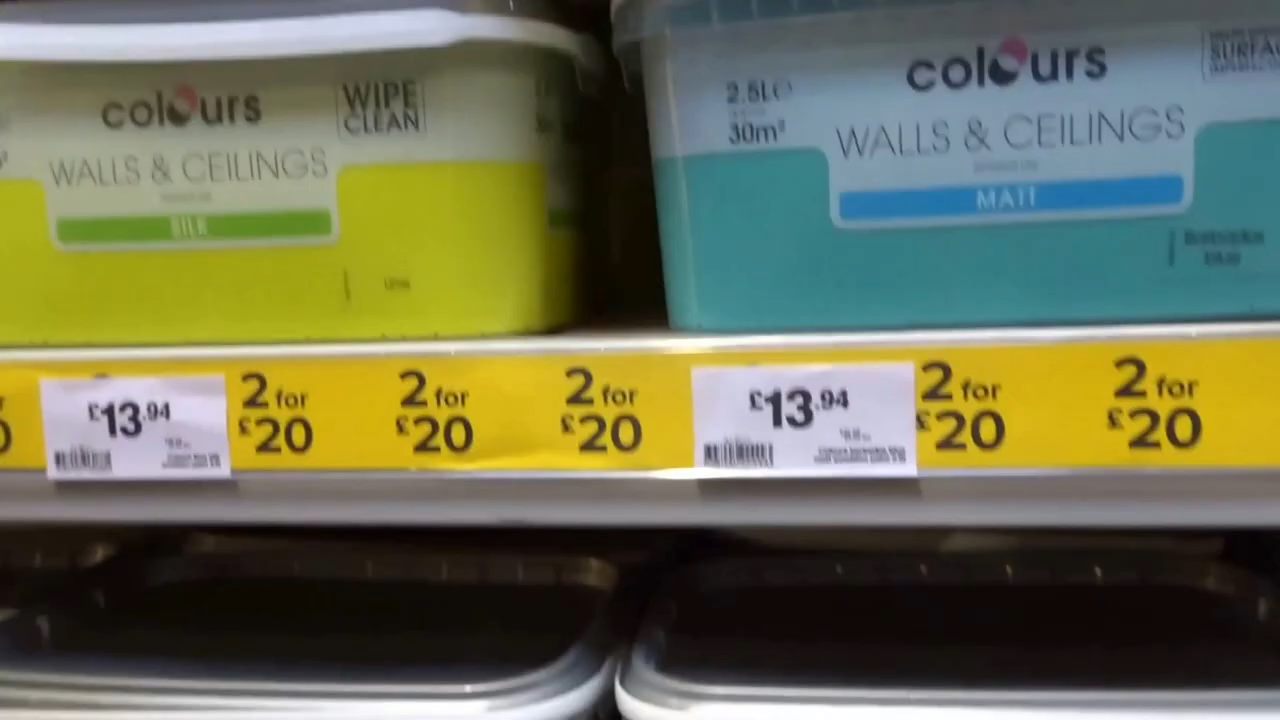 colours
WIPE
CLEAN
WALLS & CEILINGS
SILK
2.5L
30m²
colours
WALLS & CEILINGS
MATT
£13.94
2 for
£20
2 for
£20
2 for
£20
£13.94
2 for
£20
2 for
£20